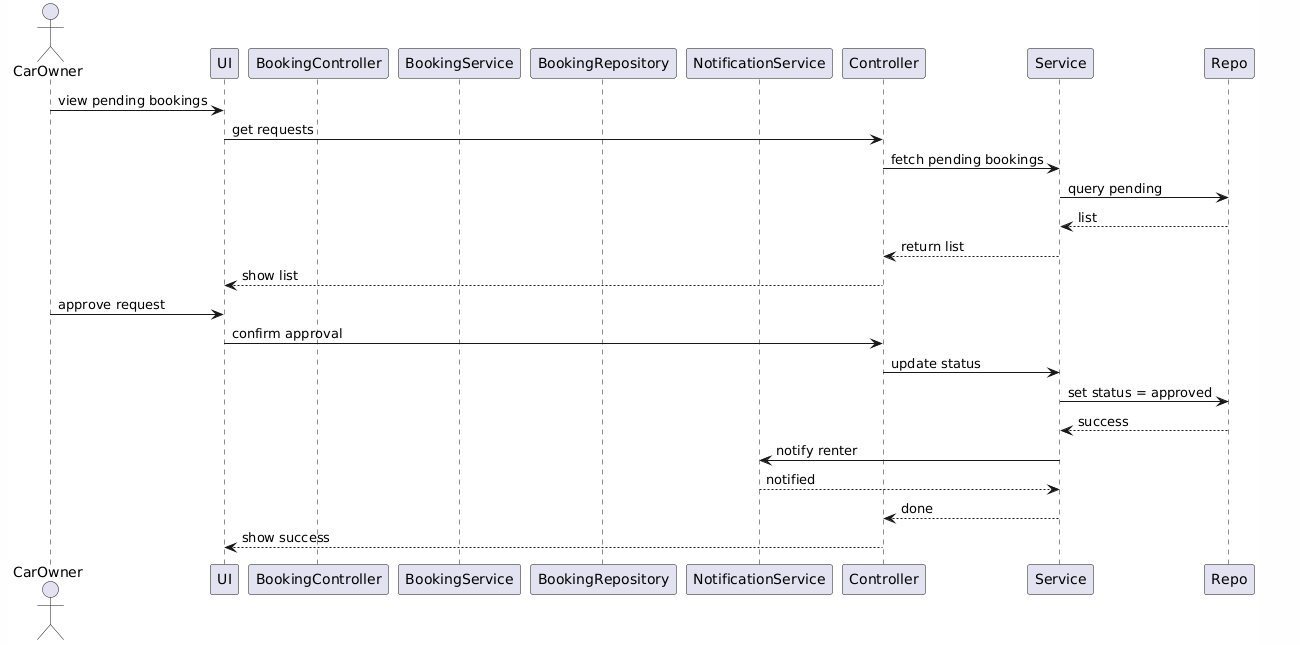 CarOwner
UI
BookingController
BookingService
BookingRepository
NotificationService
Controller
Service
Repo
view pending bookings
get requests
fetch pending bookings
query pending
list
return list
show list
approve request
confirm approval
update status
set status = approved
success
notify renter
notified
done
show success
CarOwner
UI
BookingController
BookingService
BookingRepository
NotificationService
Controller
Service
Repo